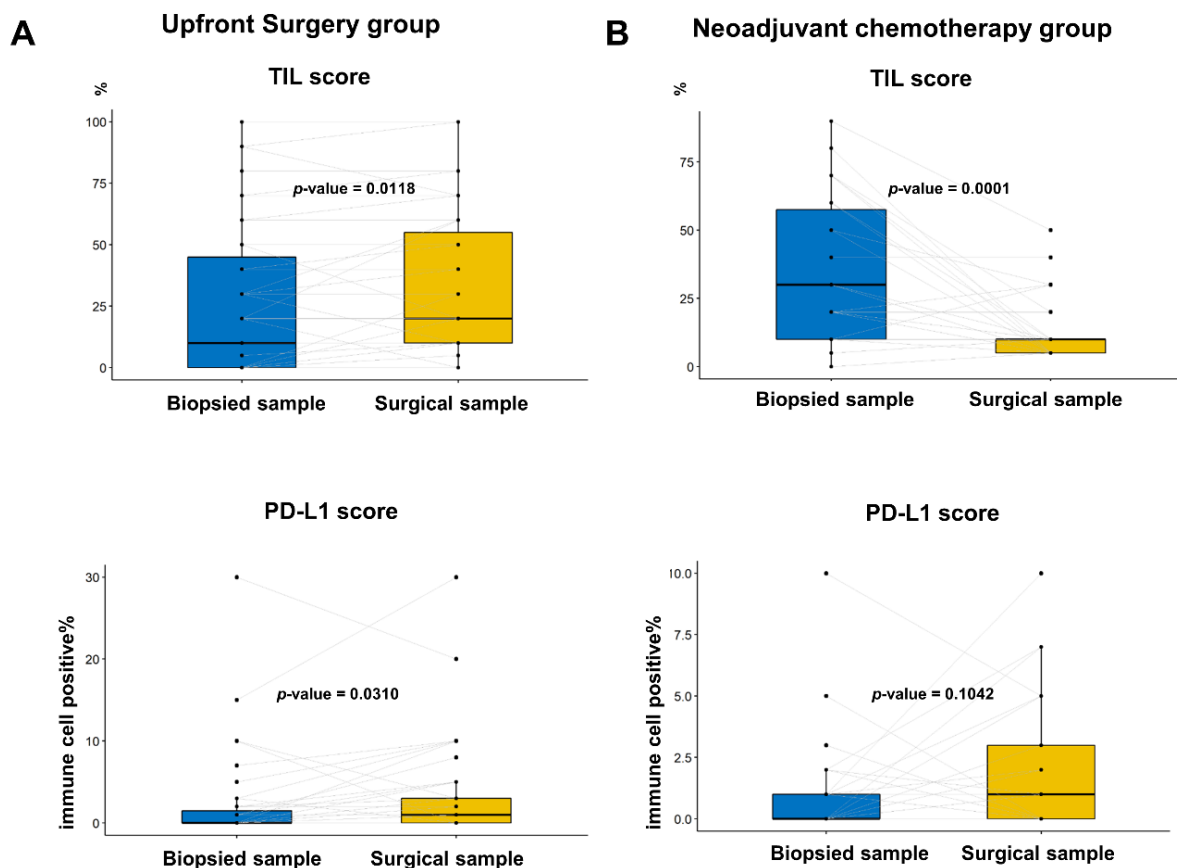 A
Upfront Surgery group
TIL score
%
100
75
50
25
0
p-value = 0.0118
Biopsied sample
Surgical sample
PD-L1 score
immune cell positive%
30
20
10
0
p-value = 0.0310
Biopsied sample
Surgical sample
B
Neoadjuvant chemotherapy group
TIL score
%
75
50
25
0
p-value = 0.0001
Biopsied sample
Surgical sample
PD-L1 score
immune cell positive%
10.0
7.5
5.0
2.5
0.0
p-value = 0.1042
Biopsied sample
Surgical sample